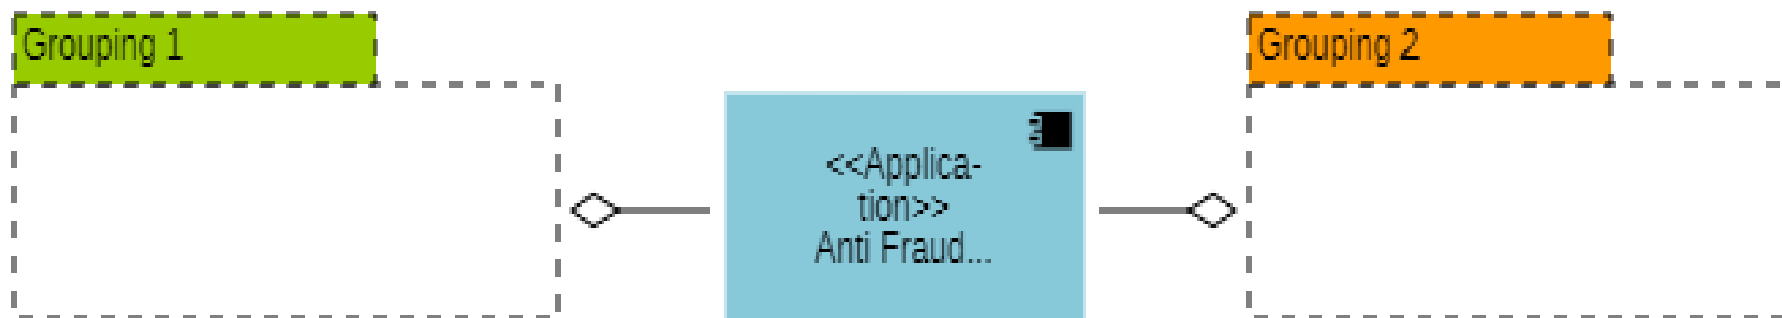 Grouping 1
Grouping 2
<<Applica-
tion>>
Anti Fraud...